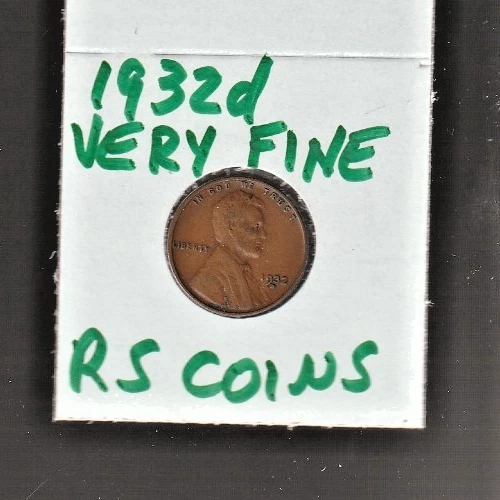 1932d
VERY FINE
IN GOD WE TRUST
LIBERTY
1932
D
RS COINS